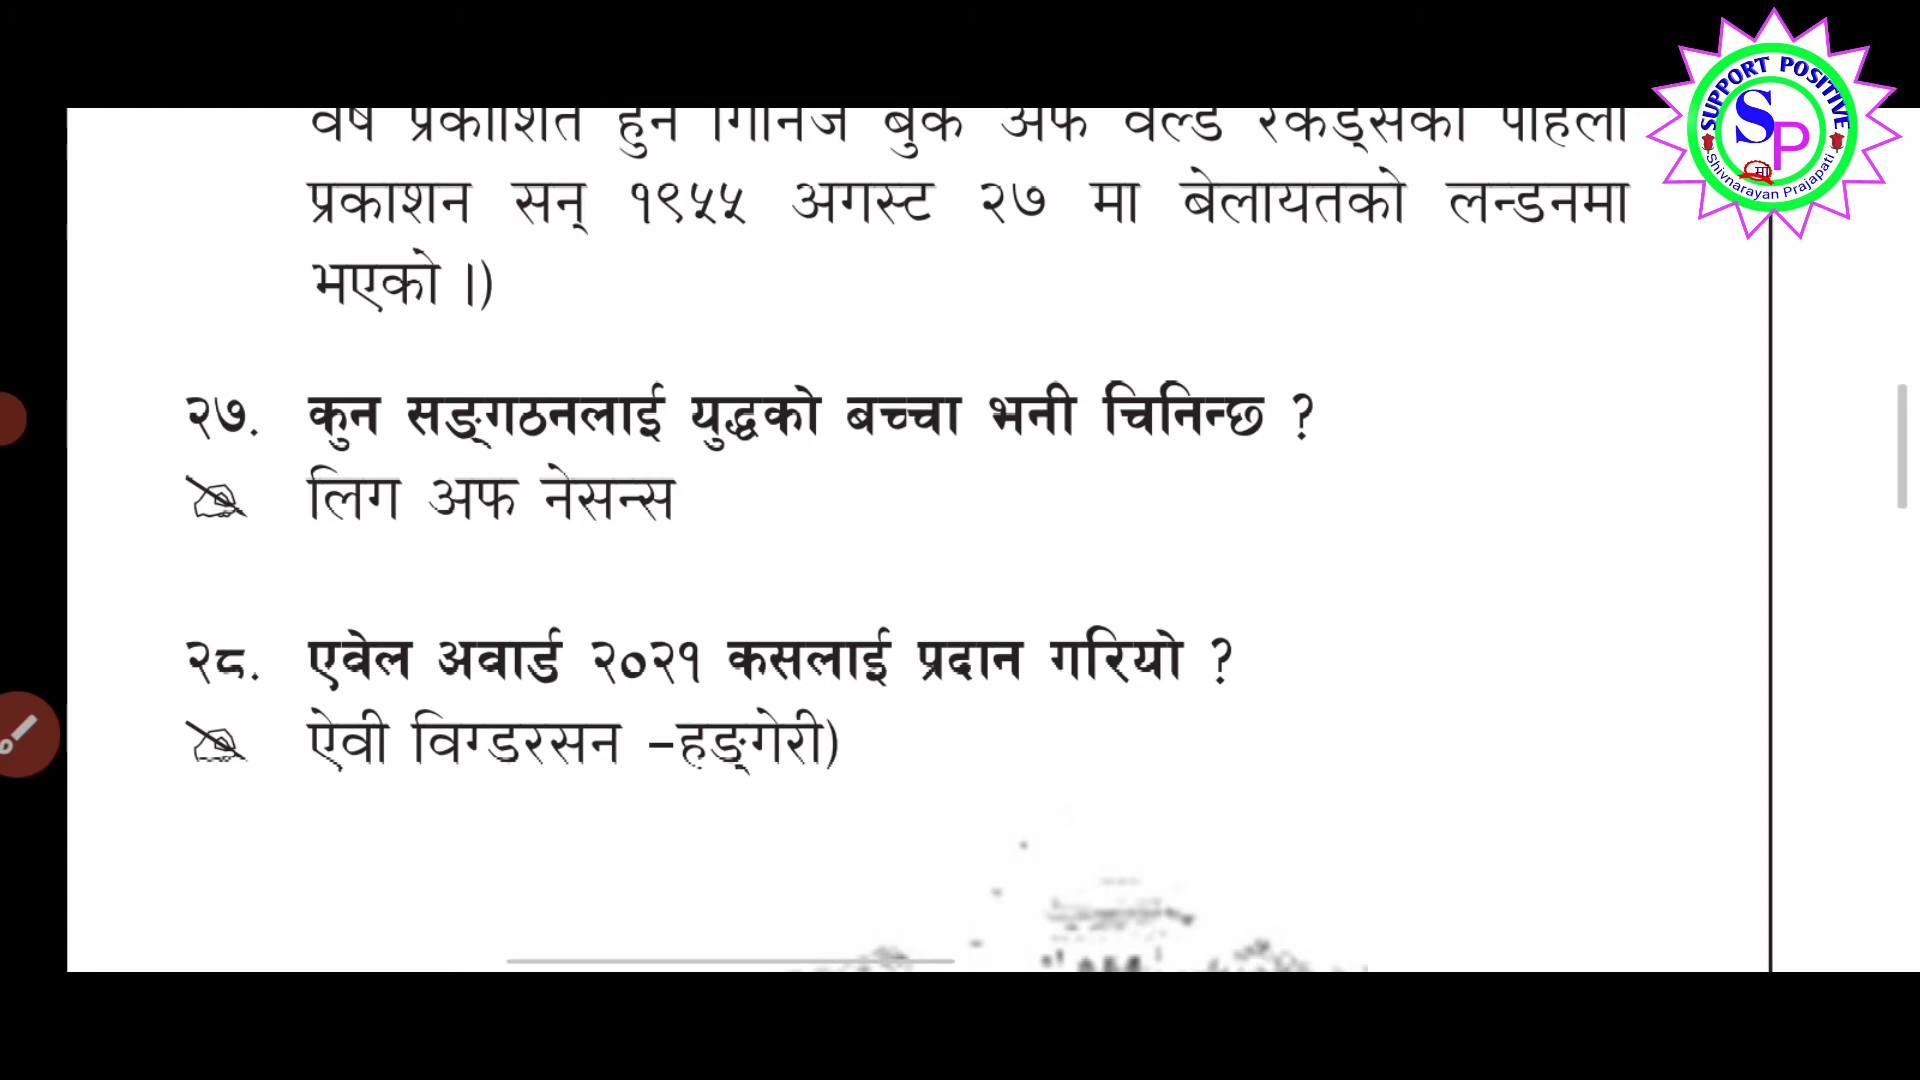 वर्ष प्रकाशित हुने गिनिज बुक अफ वर्ल्ड रेकर्ड्सको पहिलो
प्रकाशन सन् १९५५ अगस्ट २७ मा बेलायतको लन्डनमा
भएको ।)
२७. कुन सङ्गठनलाई युद्धको बच्चा भनी चिनिन्छ ?
लिग अफ नेसन्स
२८. एवेल अवार्ड २०२१ कसलाई प्रदान गरियो ?
ऐवी विग्डरसन –हङ्गेरी)
SUPPORT POSITIVE
SP
माँ
Shivnarayan Prajapati